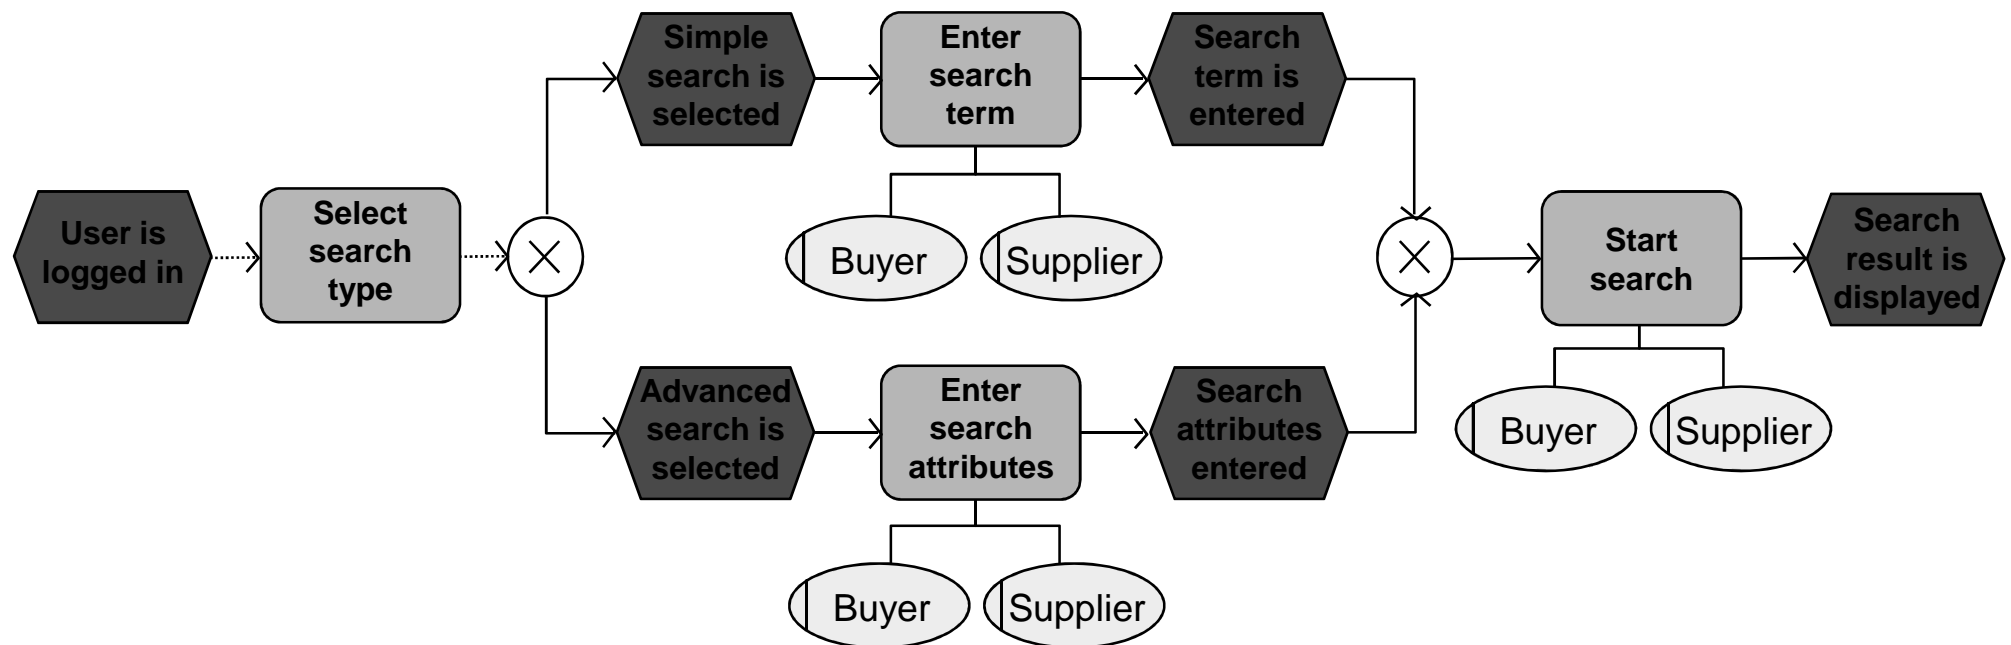 User is
logged in
Select
search
type
Simple
search is
selected
Enter
search
term
Buyer
Supplier
Search
term is
entered
Advanced
search is
selected
Enter
search
attributes
Buyer
Supplier
Search
attributes
entered
Start
search
Buyer
Supplier
Search
result is
displayed